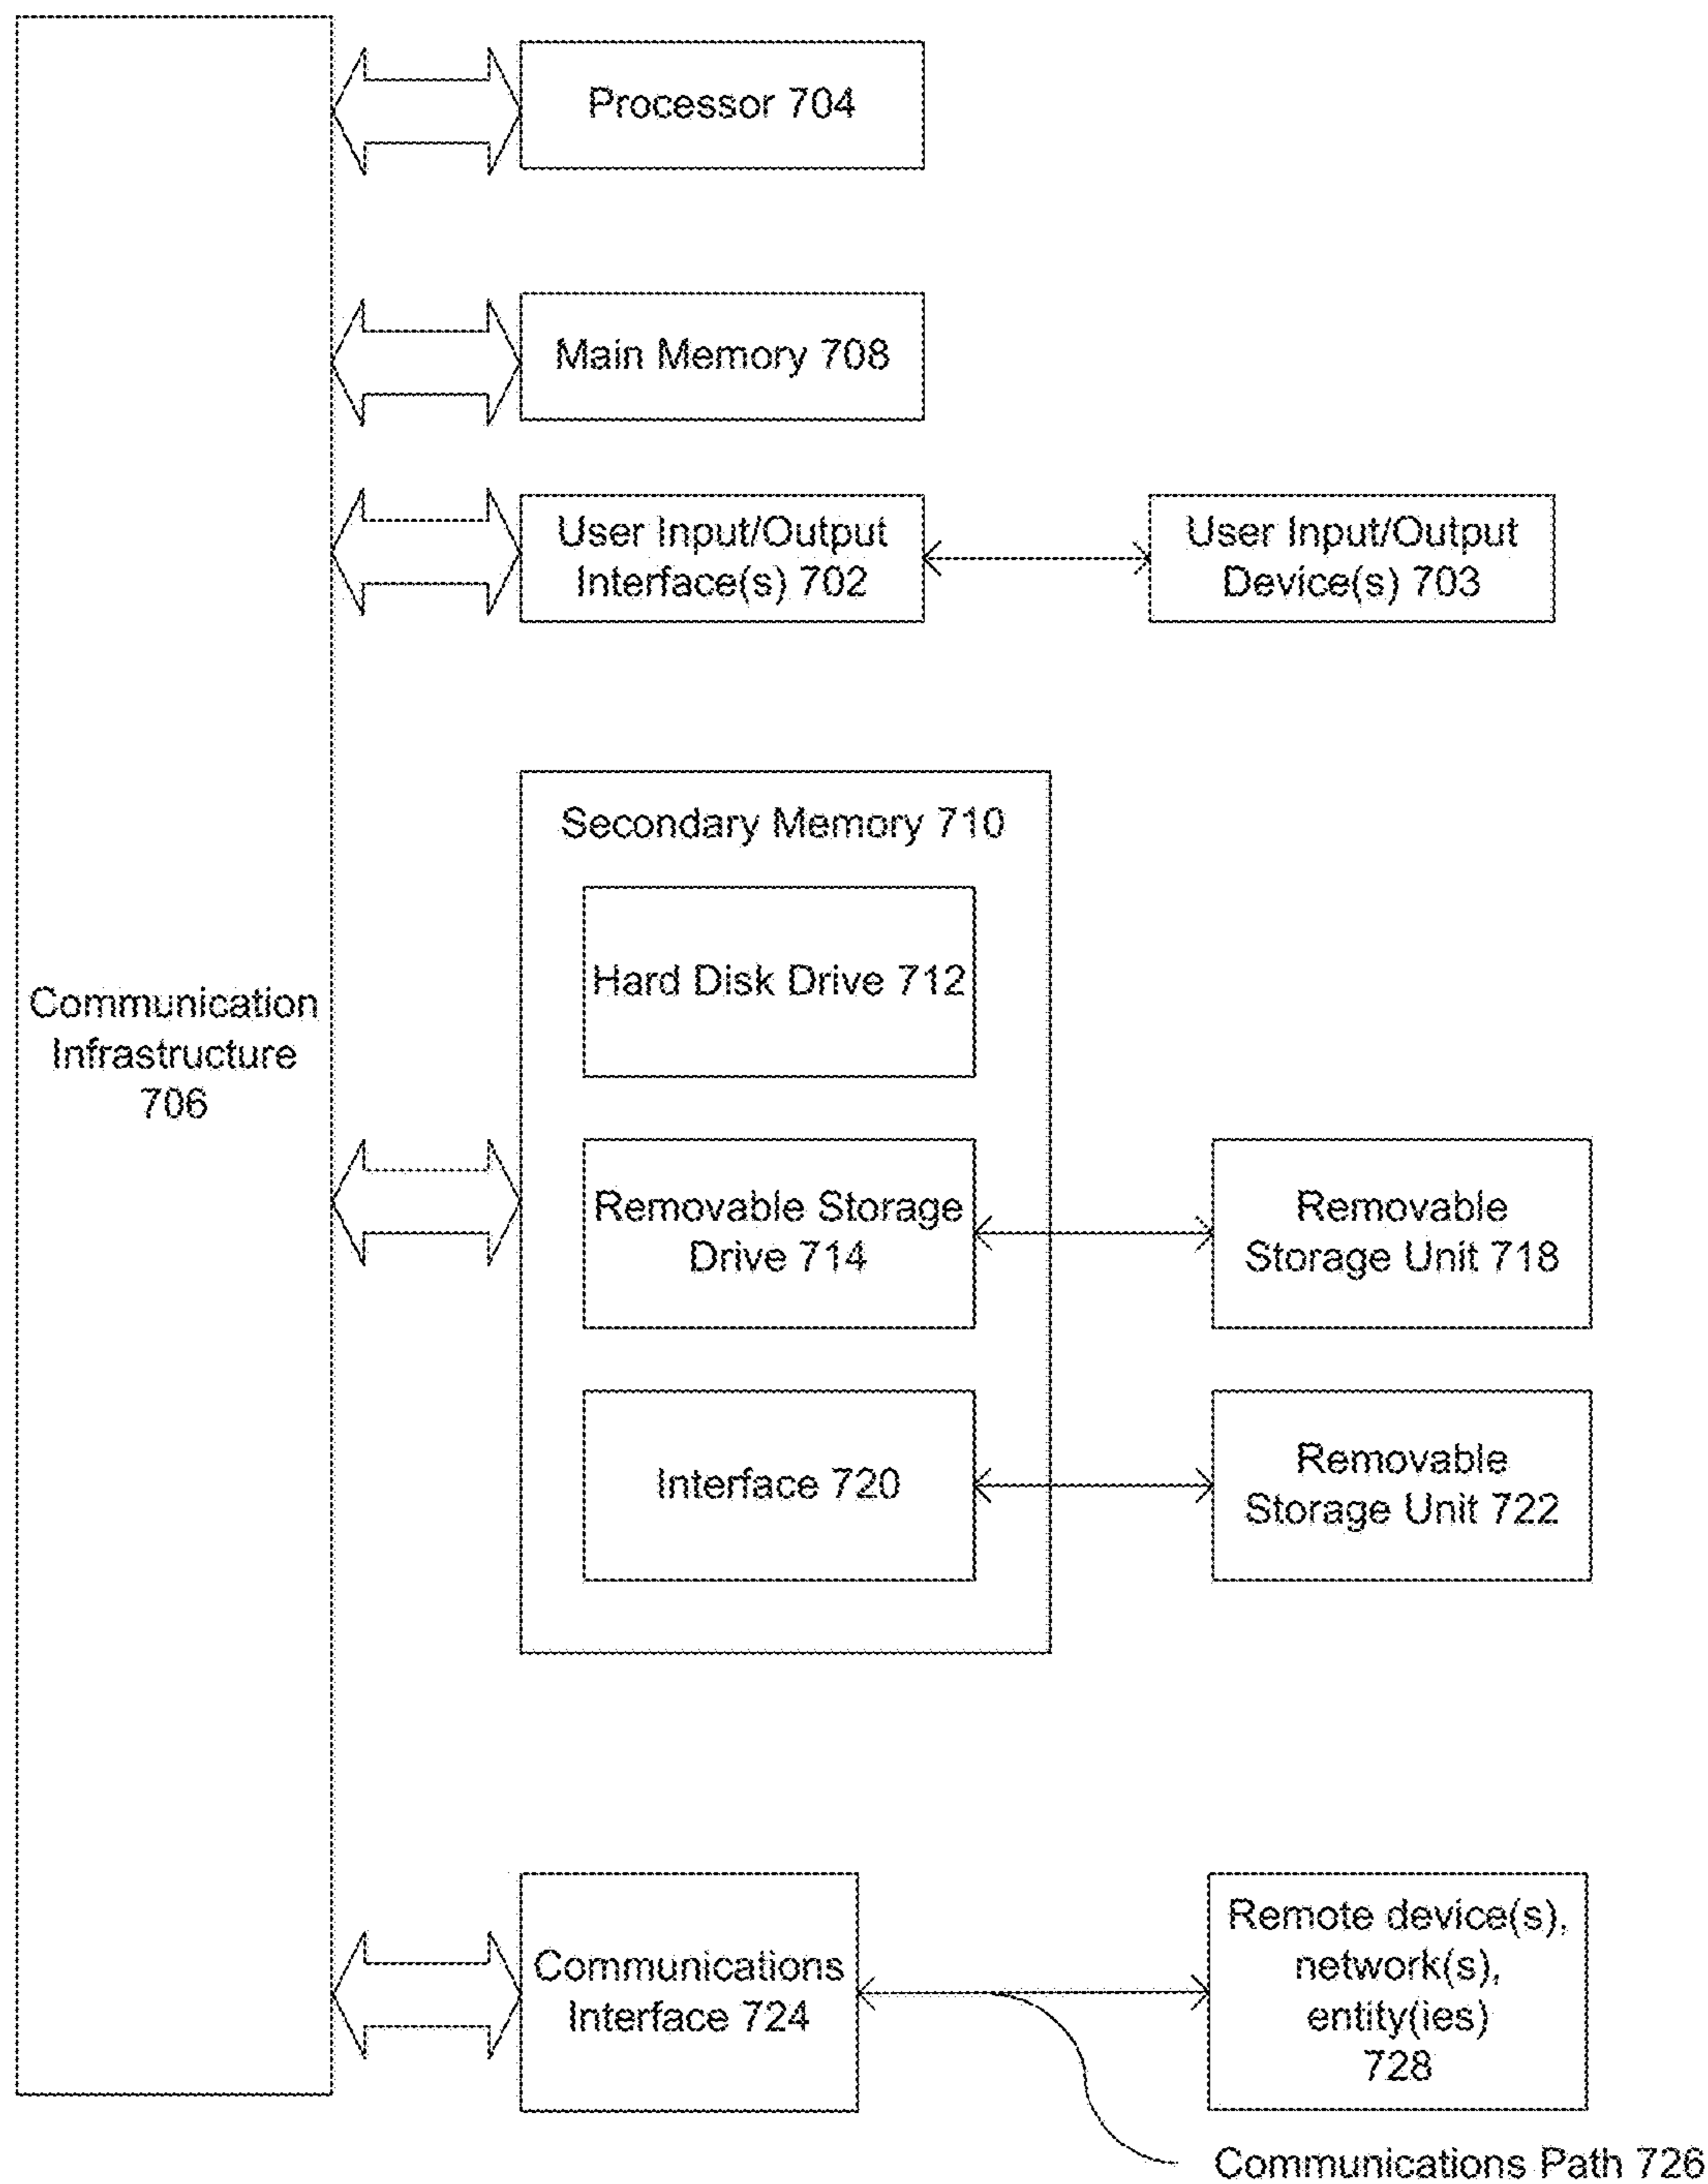 Processor 704
Main Memory 708
User Input/Output
Interface(s) 702
User Input/Output
Device(s) 703
Secondary Memory 710
Hard Disk Drive 712
Communication
Infrastructure
706
Removable Storage
Drive 714
Removable
Storage Unit 718
Interface 720
Removable
Storage Unit 722
Communications
Interface 724
Remote device(s),
network(s),
entity(ies)
728
Communications Path 726